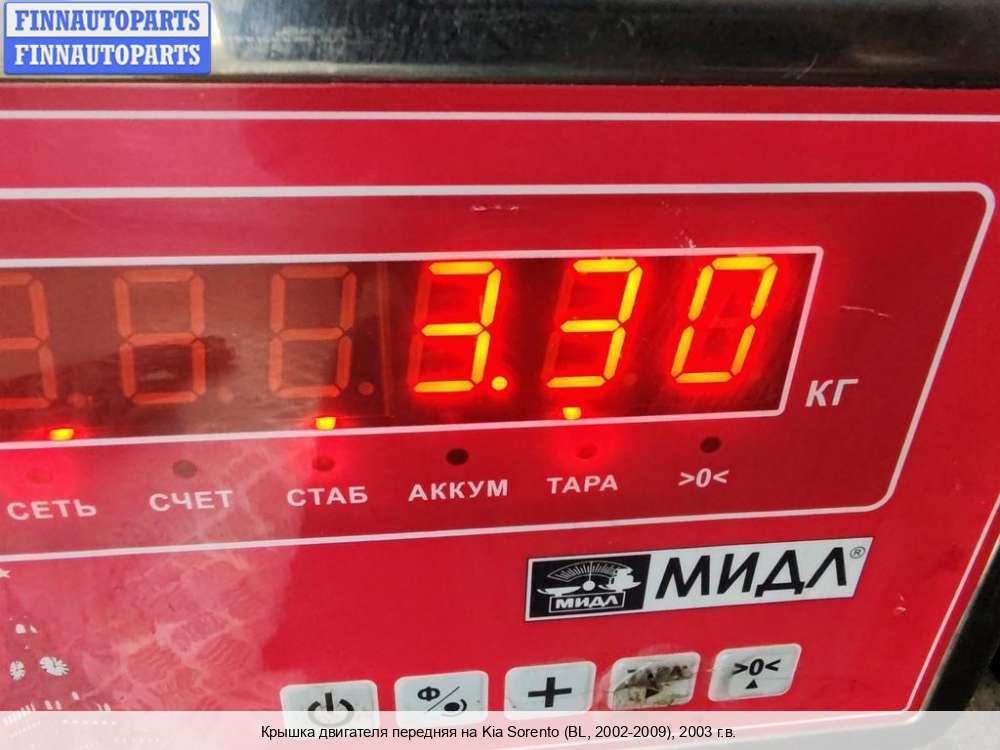 FINNAUTOPARTS
FINNAUTOPARTS
3.30
КГ
СЕТЬ СЧЕТ СТАБ АККУМ ТАРА >0<
МИДЛ МИДЛ®
Ф + >0<
Крышка двигателя передняя на Kia Sorento (BL, 2002-2009), 2003 г.в.